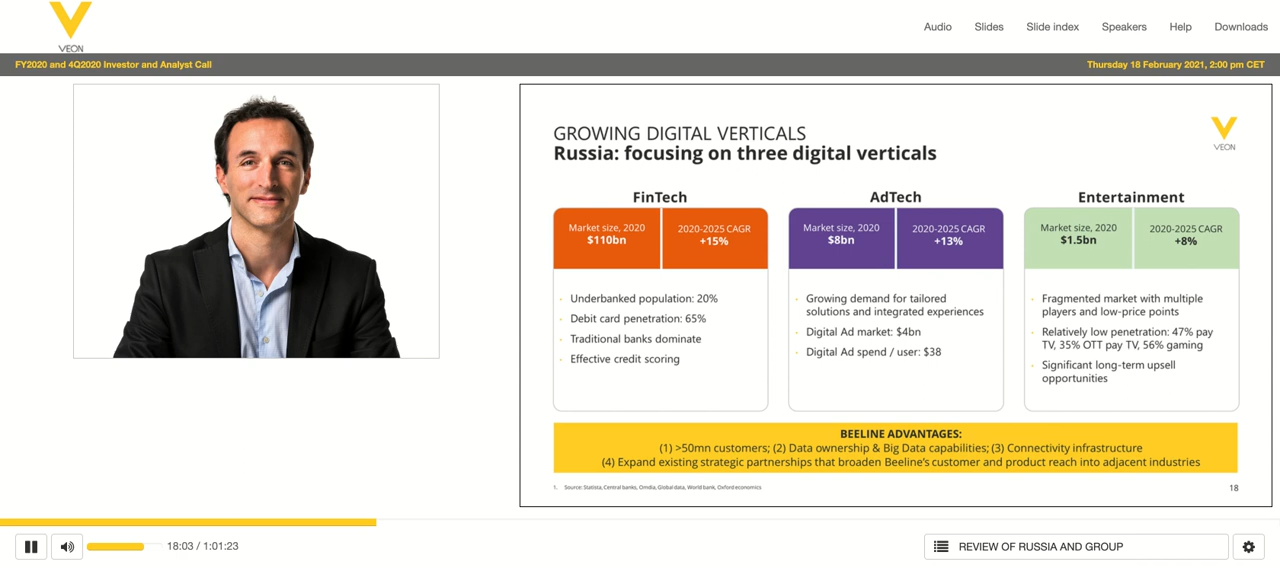 VEON
Audio
Slides
Slide index
Speakers
Help
Downloads
FY2020 and 4Q2020 Investor and Analyst Call
Thursday 18 February 2021, 2:00 pm CET
GROWING DIGITAL VERTICALS
Russia: focusing on three digital verticals
VEON
FinTech
Market size, 2020
$110bn
2020-2025 CAGR
+15%
Underbanked population: 20%
Debit card penetration: 65%
Traditional banks dominate
Effective credit scoring
AdTech
Market size, 2020
$8bn
2020-2025 CAGR
+13%
Growing demand for tailored
solutions and integrated experiences
Digital Ad market: $4bn
Digital Ad spend / user: $38
Entertainment
Market size, 2020
$1.5bn
2020-2025 CAGR
+8%
Fragmented market with multiple
players and low-price points
Relatively low penetration: 47% pay
TV, 35% OTT pay TV, 56% gaming
Significant long-term upsell
opportunities
BEELINE ADVANTAGES:
(1) >50mn customers; (2) Data ownership & Big Data capabilities; (3) Connectivity infrastructure
(4) Expand existing strategic partnerships that broaden Beeline's customer and product reach into adjacent industries
1. Source: Statista, Central banks, Omdia, Global data, World bank, Oxford economics
18
18:03 / 1:01:23
REVIEW OF RUSSIA AND GROUP